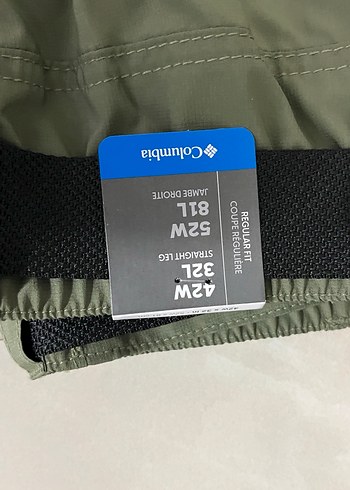 42W
32L
STRAIGHT LEG
52W
81L
JAMBE DROITE
REGULAR FIT
COUPE RÉGULIÈRE
Columbia